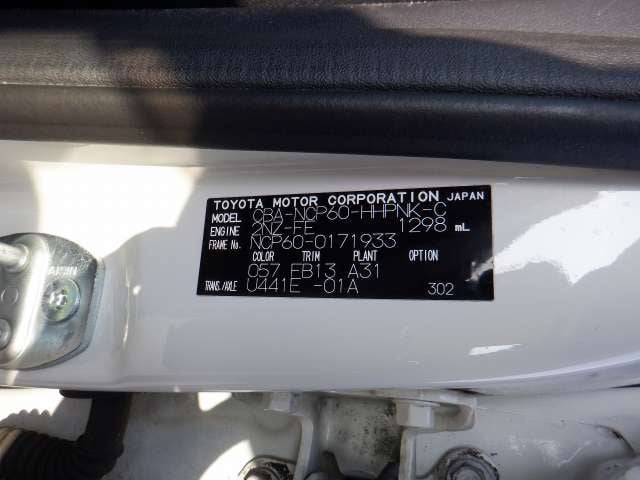 TOYOTA MOTOR CORPORATION JAPAN
MODEL CBA-NCP60-HHPNK-C
ENGINE 2NZ-FE 1298 mL
FRAME No. NCP60-0171933
COLOR TRIM PLANT OPTION
057 EB13 A31
TRANS./AXLE U441E -01A 302